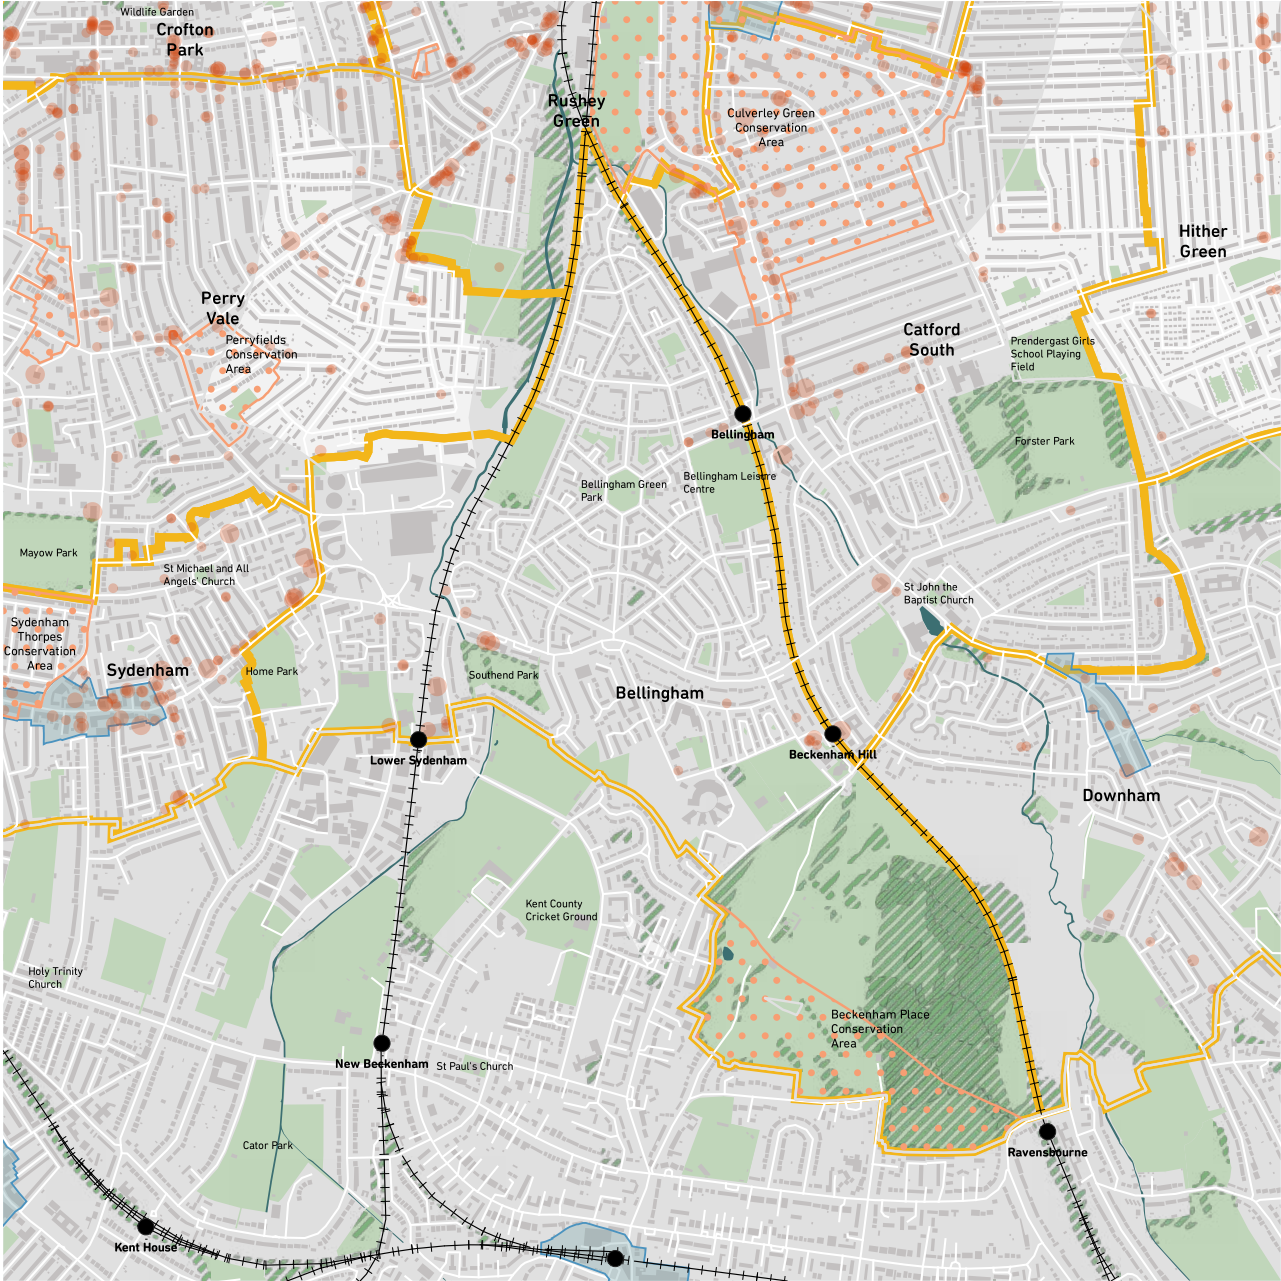 Wildlife Garden
Crofton
Park
Rushey
Green
Culverley Green
Conservation
Area
Hither
Green
Perry
Vale
Perryfields
Conservation
Area
Catford
South
Prendergast Girls
School Playing
Field
Bellingham
Forster Park
Bellingham Green
Park
Bellingham Leisure
Centre
Mayow Park
St Michael and All
Angels' Church
St John the
Baptist Church
Sydenham
Thorpes
Conservation
Area
Sydenham
Home Park
Southend Park
Bellingham
Lower Sydenham
Beckenham Hill
Downham
Kent County
Cricket Ground
Holy Trinity
Church
Beckenham Place
Conservation
Area
New Beckenham
St Paul's Church
Cator Park
Ravensbourne
Kent House